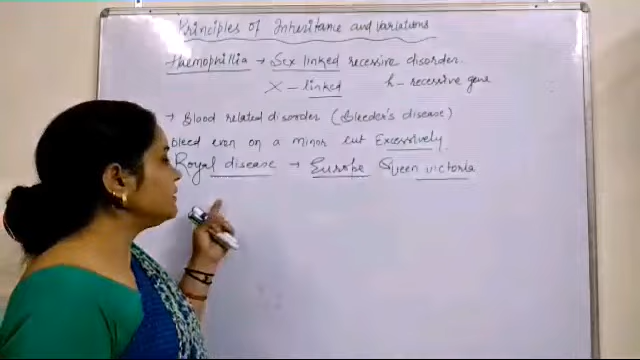 Principles of Inheritance and Variations
Haemophillia → Sex linked recessive disorder.
X - linked h - recessive gene
→ Blood related disorder (Bleeder's disease)
bleed even on a minor cut Excessively.
Royal disease → Europe Queen victoria